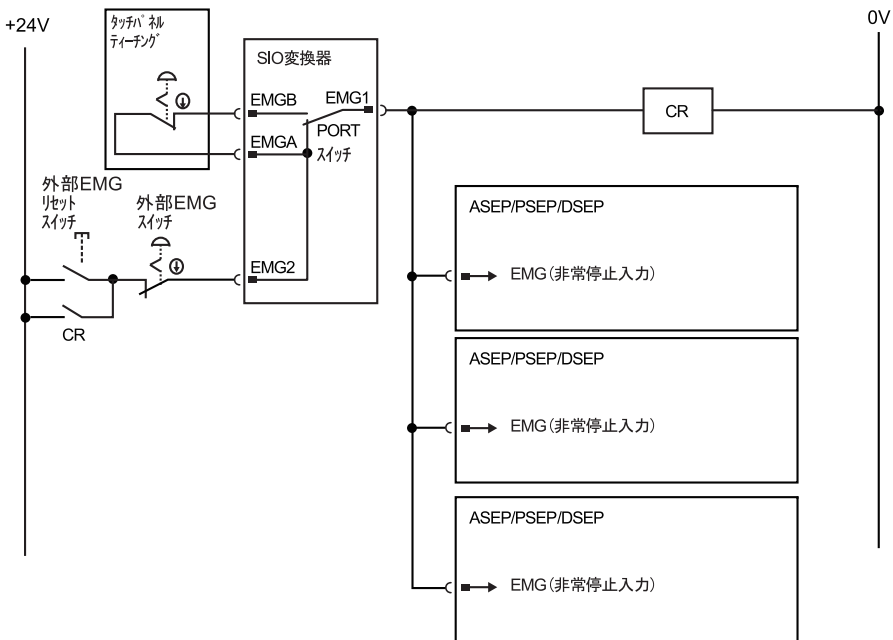 +24V
0V
タッチパネル
ティーチング
SIO変換器
EMGB
EMG1
PORT
スイッチ
EMGA
EMG2
CR
外部EMG
リセット
スイッチ
外部EMG
スイッチ
CR
ASEP/PSEP/DSEP
EMG(非常停止入力)
ASEP/PSEP/DSEP
EMG(非常停止入力)
ASEP/PSEP/DSEP
EMG(非常停止入力)